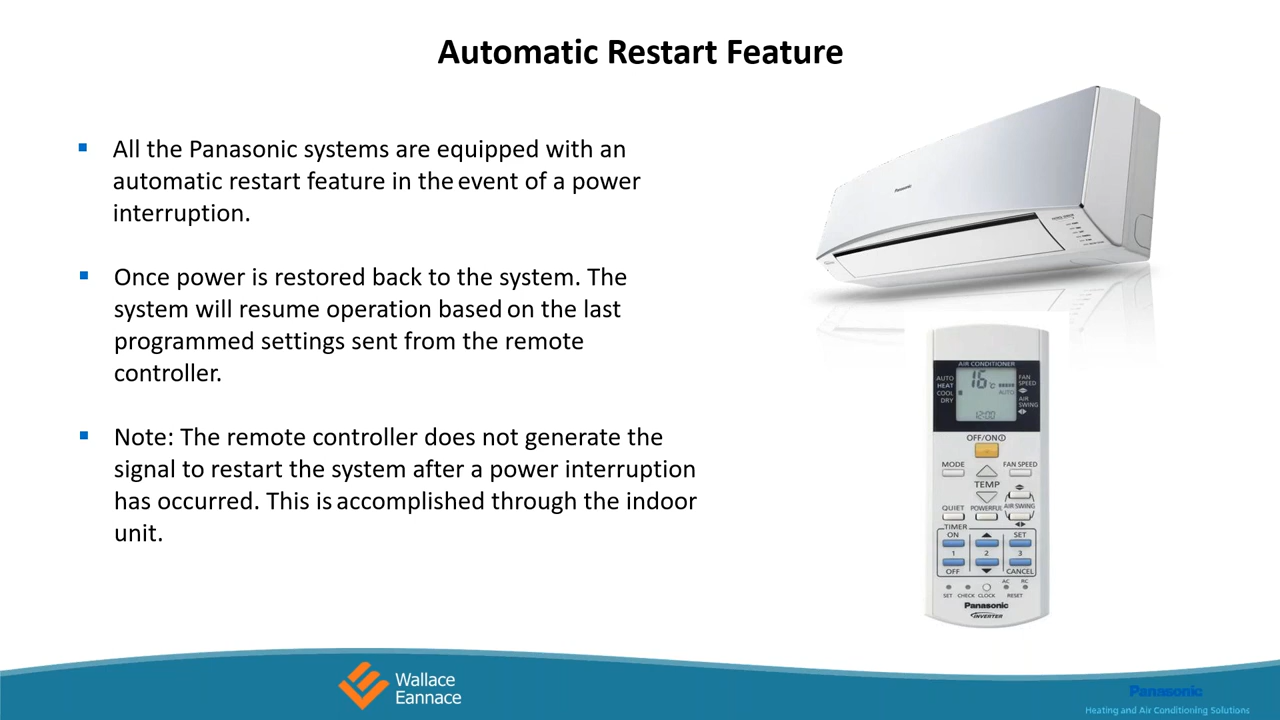 Automatic Restart Feature
All the Panasonic systems are equipped with an
automatic restart feature in the event of a power
interruption.
Once power is restored back to the system. The
system will resume operation based on the last
programmed settings sent from the remote
controller.
Note: The remote controller does not generate the
signal to restart the system after a power interruption
has occurred. This is accomplished through the indoor
unit.
Panasonic
AIR CONDITIONER
AUTO
HEAT
COOL
DRY
16°C
AUTO
12:00
FAN
SPEED
AIR
SWING
OFF/ON
MODE
FAN SPEED
TEMP
QUIET
POWERFUL
AIR SWING
TIMER
ON
SET
1
2
3
OFF
CANCEL
AC
RC
SET
CHECK
CLOCK
RESET
Panasonic
INVERTER
Wallace
Eannace
Panasonic
Heating and Air Conditioning Solutions